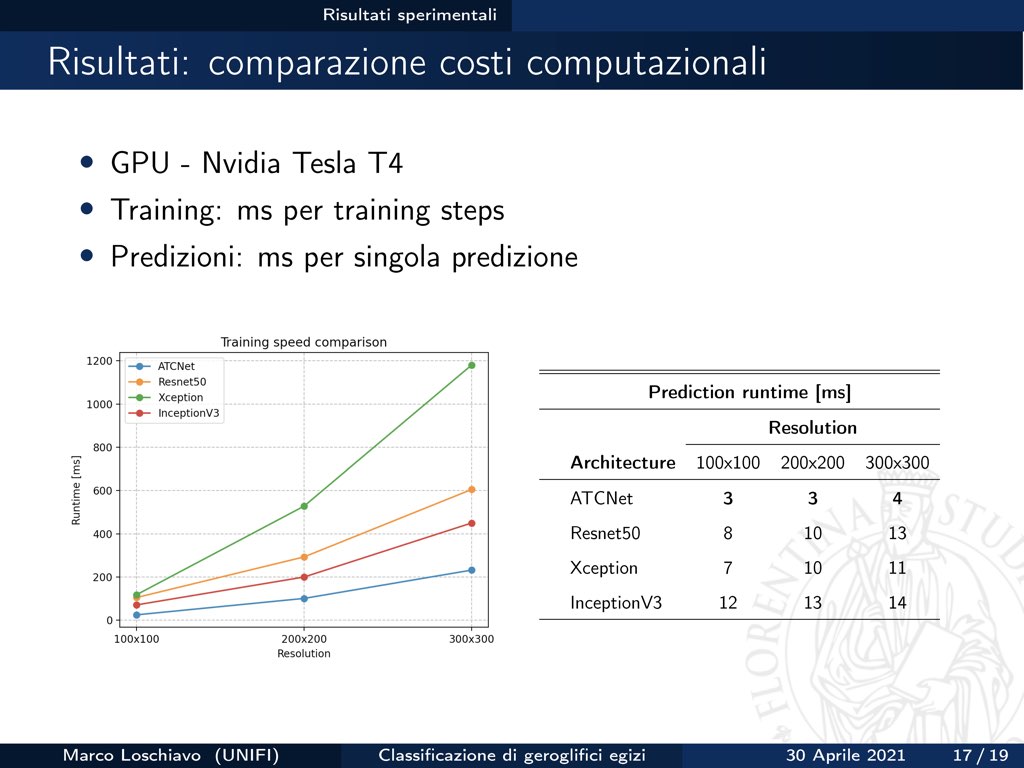 Risultati sperimentali
Risultati: comparazione costi computazionali
• GPU - Nvidia Tesla T4
• Training: ms per training steps
• Predizioni: ms per singola predizione
Training speed comparison
1200
1000
800
600
400
200
0
Runtime [ms]
ATCNet
Resnet50
Xception
InceptionV3
100x100 200x200 300x300
Resolution
Prediction runtime [ms]
Resolution
Architecture 100x100 200x200 300x300
ATCNet 3 3 4
Resnet50 8 10 13
Xception 7 10 11
InceptionV3 12 13 14
FLORENTINA STUD
Marco Loschiavo (UNIFI) Classificazione di geroglifici egizi 30 Aprile 2021 17 / 19